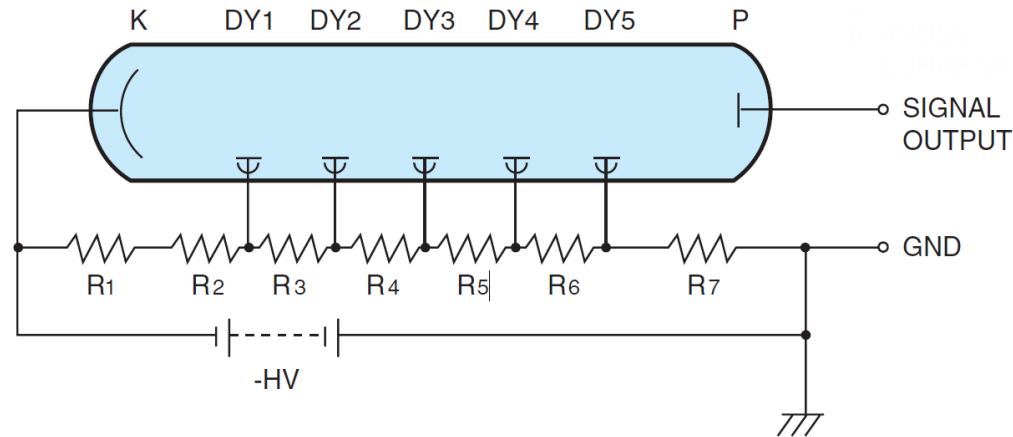 K DY1 DY2 DY3 DY4 DY5 P
SIGNAL
OUTPUT
GND
R1 R2 R3 R4 R5 R6 R7
-HV